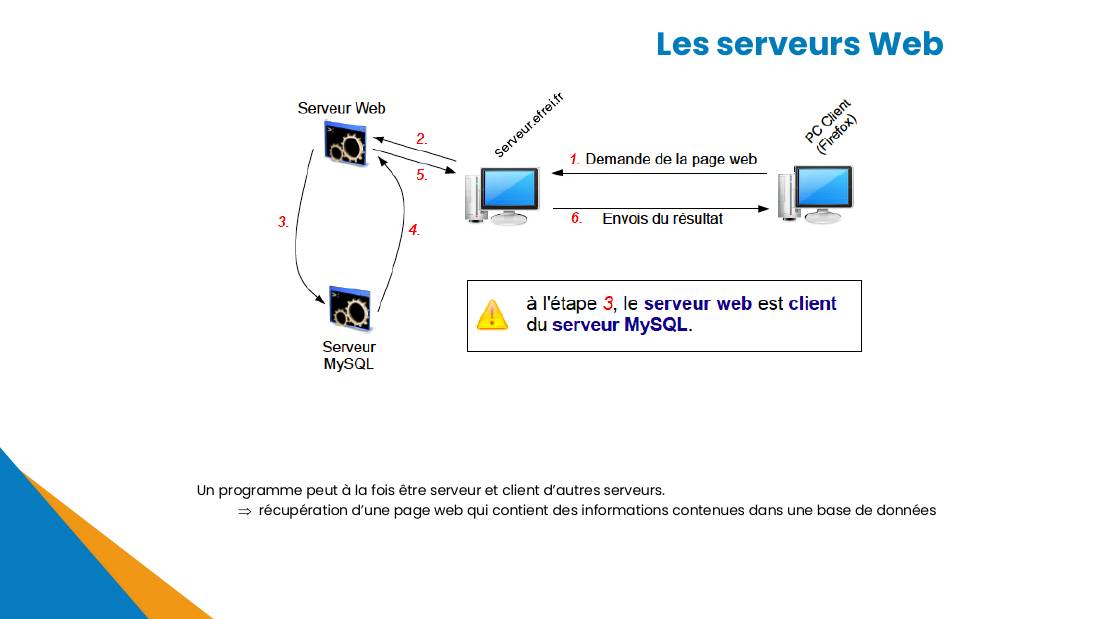 Les serveurs Web
Serveur Web
Serveur.efrei.fr
PC Client
(Firefox)
2.
1. Demande de la page web
5.
3.
4.
6. Envois du résultat
à l'étape 3, le serveur web est client
du serveur MySQL.
Serveur
MySQL
Un programme peut à la fois être serveur et client d’autres serveurs.
⇒ récupération d’une page web qui contient des informations contenues dans une base de données